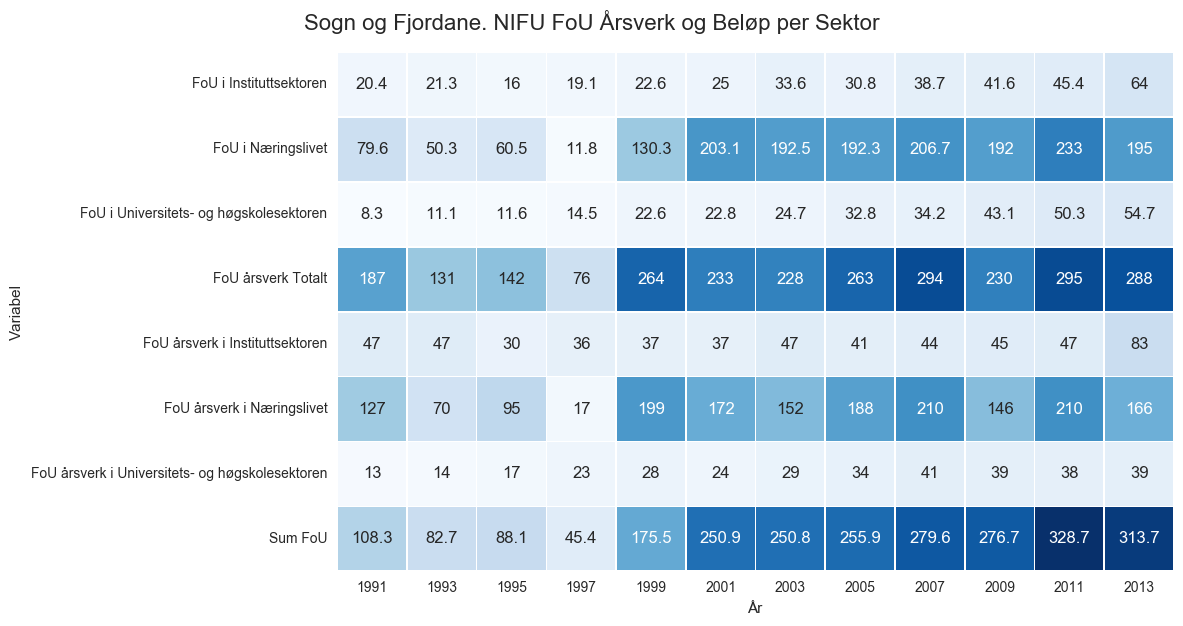 Sogn og Fjordane. NIFU FoU Årsverk og Beløp per Sektor
Variabel
FoU i Instituttsektoren 20.4 21.3 16 19.1 22.6 25 33.6 30.8 38.7 41.6 45.4 64
FoU i Næringslivet 79.6 50.3 60.5 11.8 130.3 203.1 192.5 192.3 206.7 192 233 195
FoU i Universitets- og høgskolesektoren 8.3 11.1 11.6 14.5 22.6 22.8 24.7 32.8 34.2 43.1 50.3 54.7
FoU årsverk Totalt 187 131 142 76 264 233 228 263 294 230 295 288
FoU årsverk i Instituttsektoren 47 47 30 36 37 37 47 41 44 45 47 83
FoU årsverk i Næringslivet 127 70 95 17 199 172 152 188 210 146 210 166
FoU årsverk i Universitets- og høgskolesektoren 13 14 17 23 28 24 29 34 41 39 38 39
Sum FoU 108.3 82.7 88.1 45.4 175.5 250.9 250.8 255.9 279.6 276.7 328.7 313.7
1991 1993 1995 1997 1999 2001 2003 2005 2007 2009 2011 2013
År